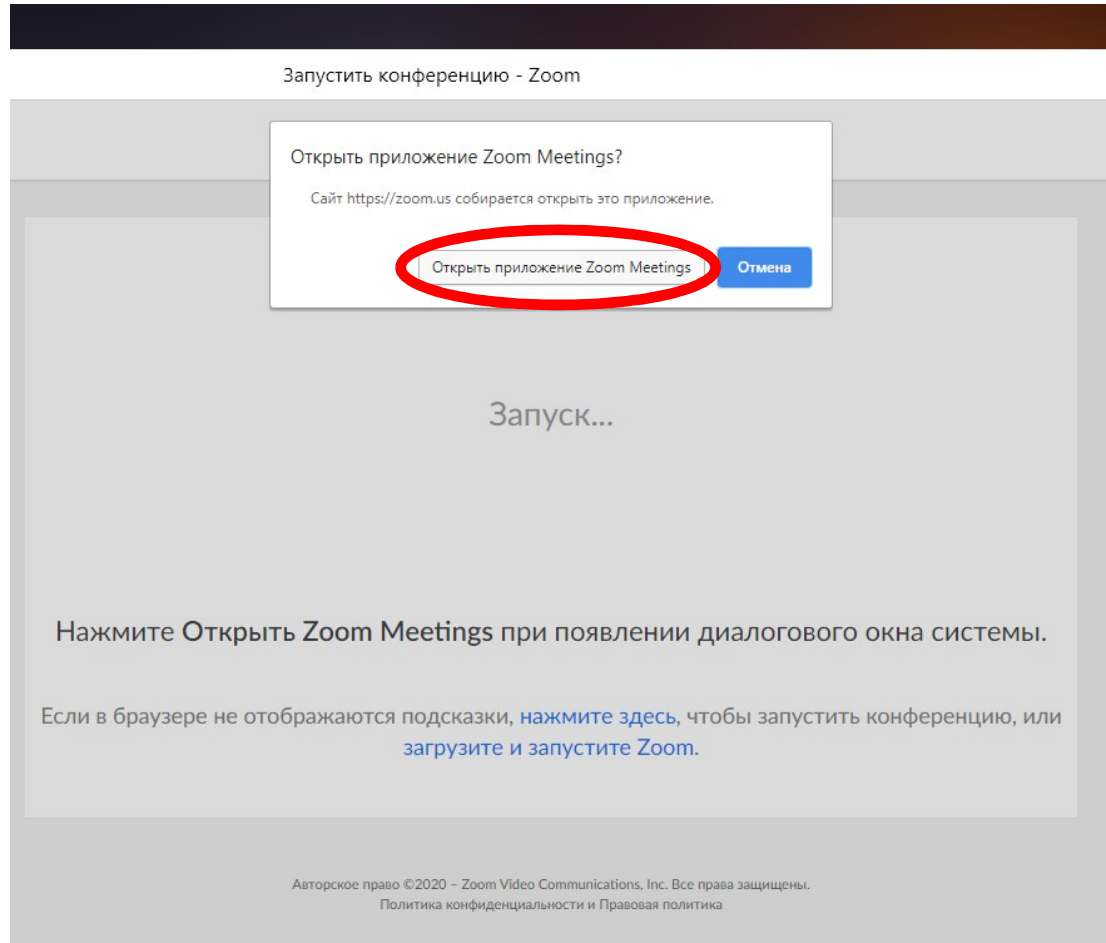 Запустить конференцию - Zoom
Открыть приложение Zoom Meetings?
Сайт https://zoom.us собирается открыть это приложение.
Открыть приложение Zoom Meetings
Отмена
Запуск...
Нажмите Открыть Zoom Meetings при появлении диалогового окна системы.
Если в браузере не отображаются подсказки, нажмите здесь, чтобы запустить конференцию, или
загрузите и запустите Zoom.
Авторское право ©2020 – Zoom Video Communications, Inc. Все права защищены.
Политика конфиденциальности и Правовая политика